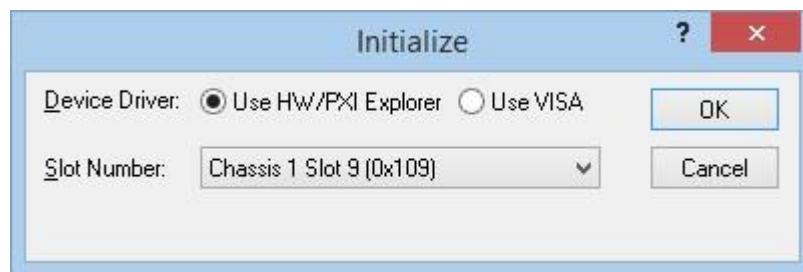 Initialize
?
×
Device Driver: Use HW/PXI Explorer Use VISA OK
Slot Number: Chassis 1 Slot 9 (0x109) Cancel